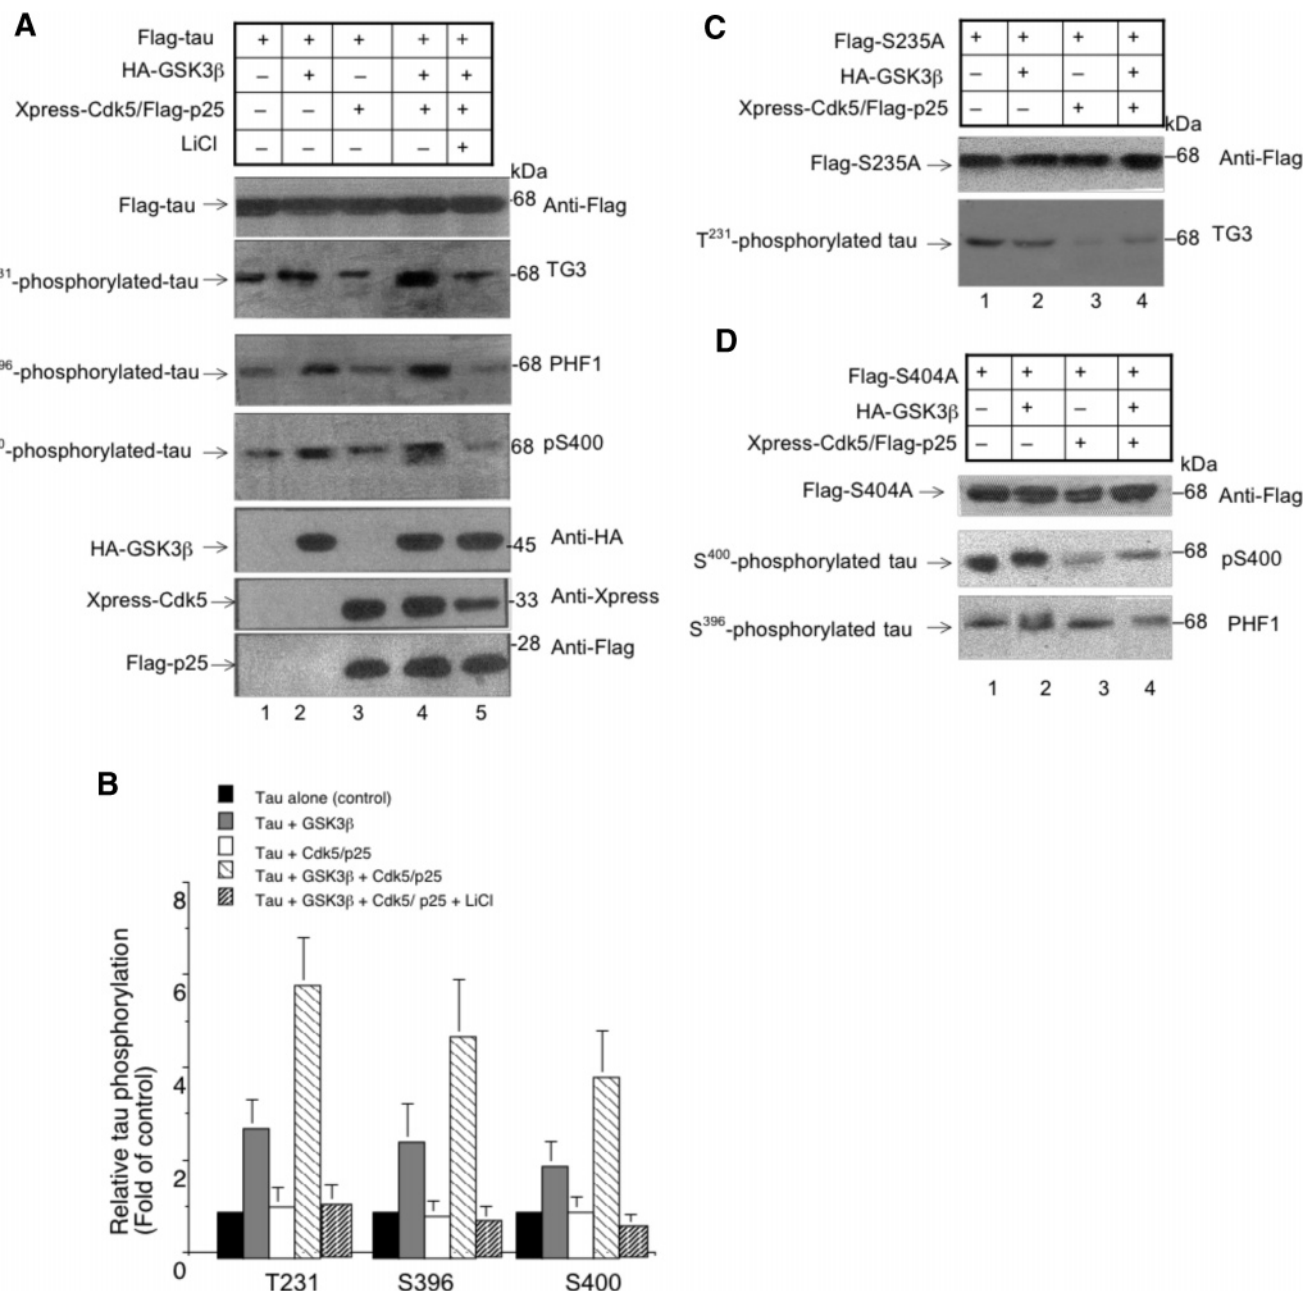 A
Flag-tau + + + + +
HA-GSK3β – + – + +
Xpress-Cdk5/Flag-p25 – – + + +
LiCl – – – – +
kDa
Flag-tau → -68 Anti-Flag
31-phosphorylated-tau → -68 TG3
96-phosphorylated-tau → -68 PHF1
0-phosphorylated-tau → 68 pS400
HA-GSK3β → -45 Anti-HA
Xpress-Cdk5 → -33 Anti-Xpress
Flag-p25 → -28 Anti-Flag
1 2 3 4 5
B
Tau alone (control)
Tau + GSK3β
Tau + Cdk5/p25
Tau + GSK3β + Cdk5/p25
Tau + GSK3β + Cdk5/ p25 + LiCl
Relative tau phosphorylation
(Fold of control)
8
6
4
2
0
T231 S396 S400
C
Flag-S235A + + + +
HA-GSK3β – + – +
Xpress-Cdk5/Flag-p25 – – + +
kDa
Flag-S235A → –68 Anti-Flag
T231-phosphorylated tau → –68 TG3
1 2 3 4
D
Flag-S404A + + + +
HA-GSK3β – + – +
Xpress-Cdk5/Flag-p25 – – + +
kDa
Flag-S404A → –68 Anti-Flag
S400-phosphorylated tau → –68 pS400
S396-phosphorylated tau → –68 PHF1
1 2 3 4